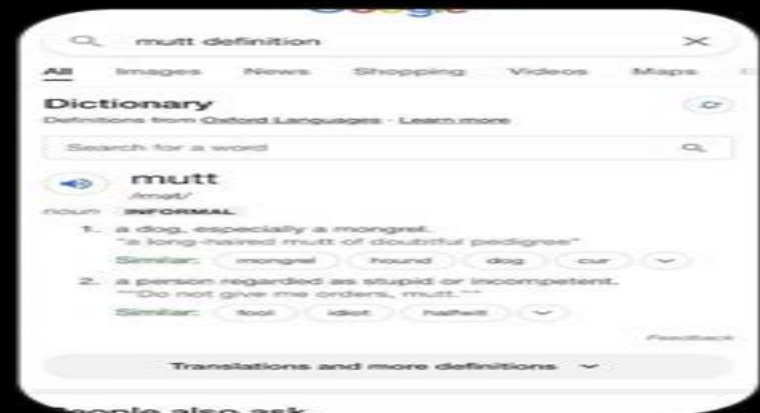 Google
mutt definition
All Images News Shopping Videos Maps
Dictionary
Definitions from Oxford Languages · Learn more
Search for a word
mutt
/mət/
noun INFORMAL
1. a dog, especially a mongrel.
"a long-haired mutt of doubtful pedigree"
Similar: mongrel hound dog cur
2. a person regarded as stupid or incompetent.
""Do not give me orders, mutt.""
Similar: fool idiot halfwit
Feedback
Translations and more definitions
People also ask